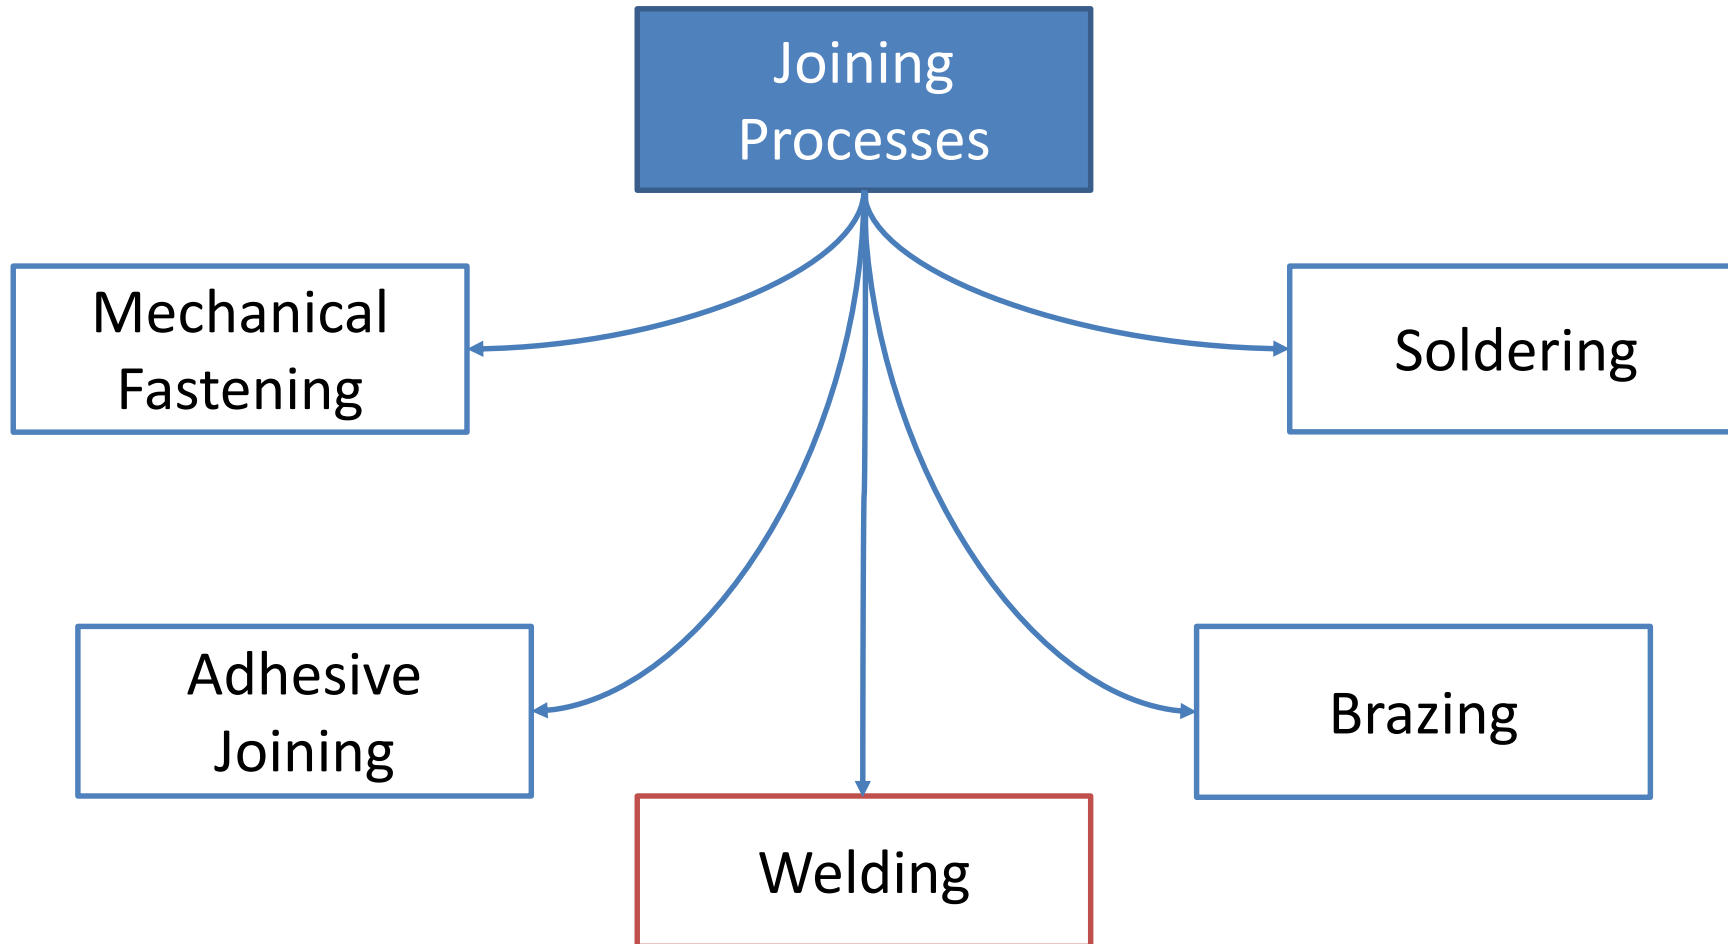 Joining
Processes
Mechanical
Fastening
Soldering
Adhesive
Joining
Brazing
Welding